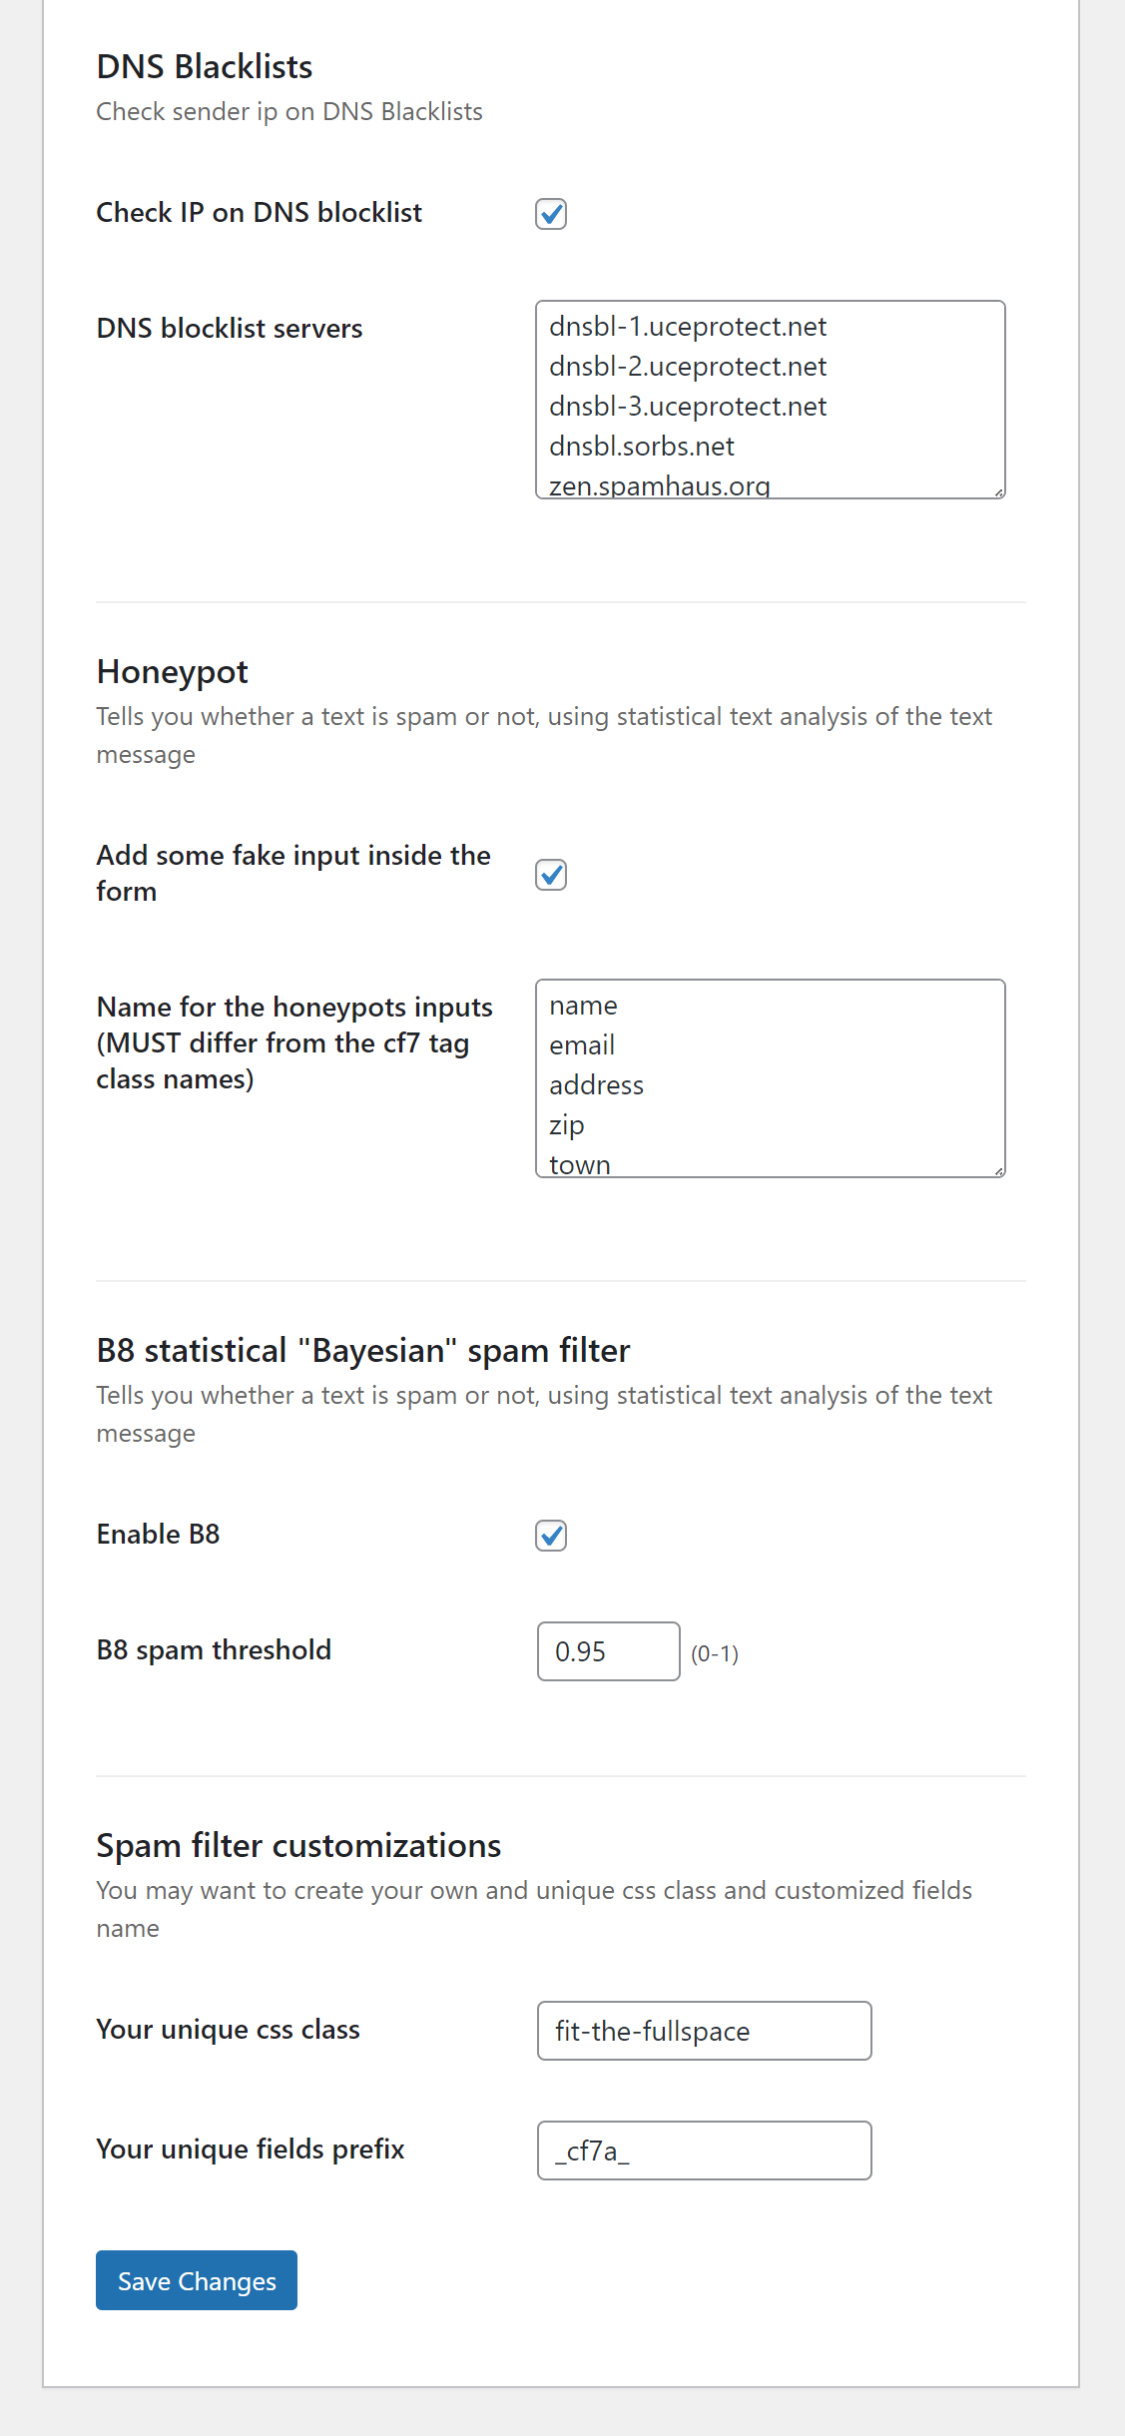 DNS Blacklists
Check sender ip on DNS Blacklists
Check IP on DNS blocklist
DNS blocklist servers
dnsbl-1.uceprotect.net
dnsbl-2.uceprotect.net
dnsbl-3.uceprotect.net
dnsbl.sorbs.net
zen.spamhaus.org
Honeypot
Tells you whether a text is spam or not, using statistical text analysis of the text
message
Add some fake input inside the
form
Name for the honeypots inputs
(MUST differ from the cf7 tag
class names)
name
email
address
zip
town
B8 statistical "Bayesian" spam filter
Tells you whether a text is spam or not, using statistical text analysis of the text
message
Enable B8
B8 spam threshold
0.95 (0-1)
Spam filter customizations
You may want to create your own and unique css class and customized fields
name
Your unique css class
fit-the-fullspace
Your unique fields prefix
_cf7a_
Save Changes